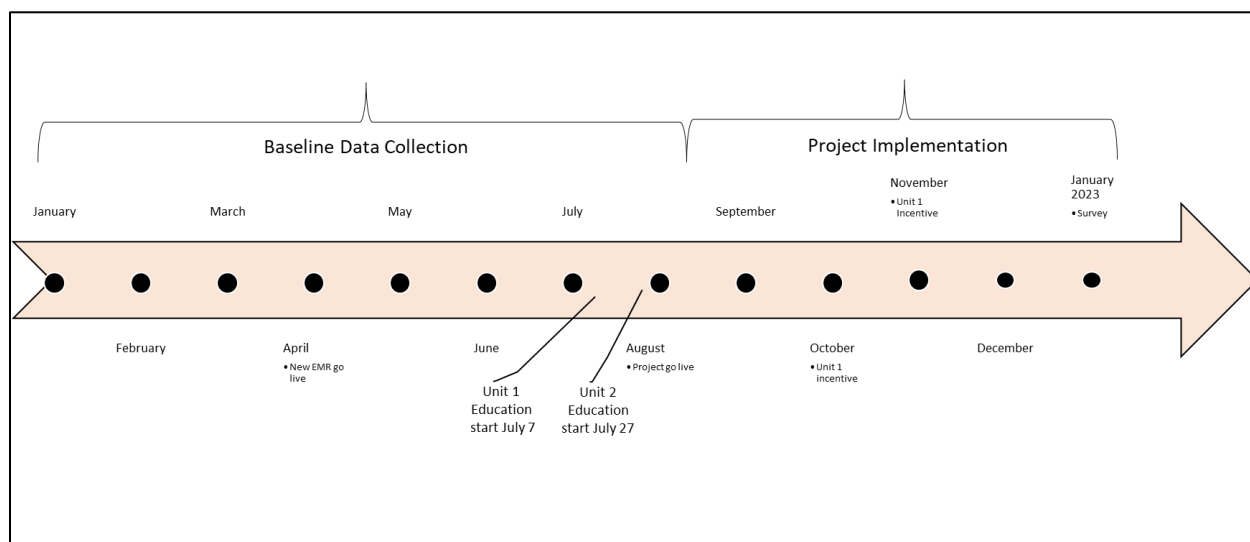 Baseline Data Collection
Project Implementation
January
March
May
July
September
November
• Unit 1
Incentive
January
2023
• Survey
February
April
• New EMR go
live
June
August
• Project go live
October
• Unit 1
incentive
December
Unit 1
Education
start July 7
Unit 2
Education
start July 27